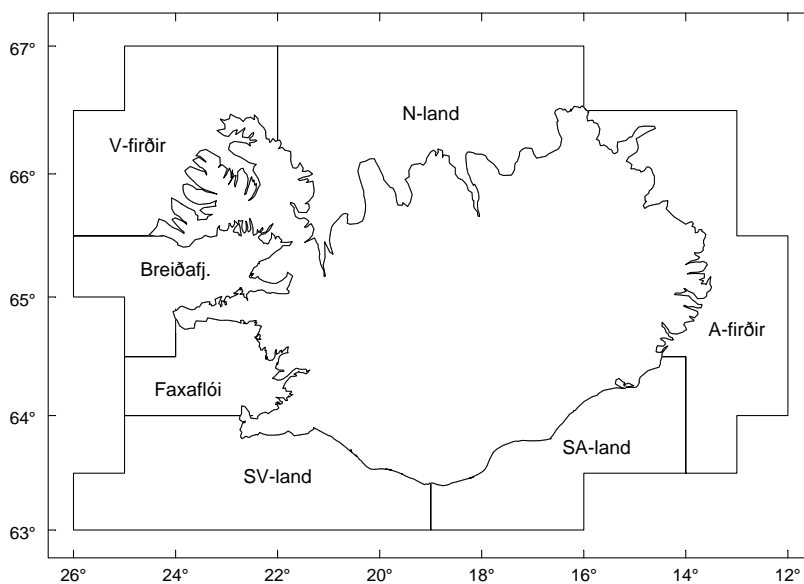 67°
N-land
V-firðir
66°
Breiðafj.
65°
A-firðir
Faxaflói
64°
SA-land
SV-land
63°
26° 24° 22° 20° 18° 16° 14° 12°